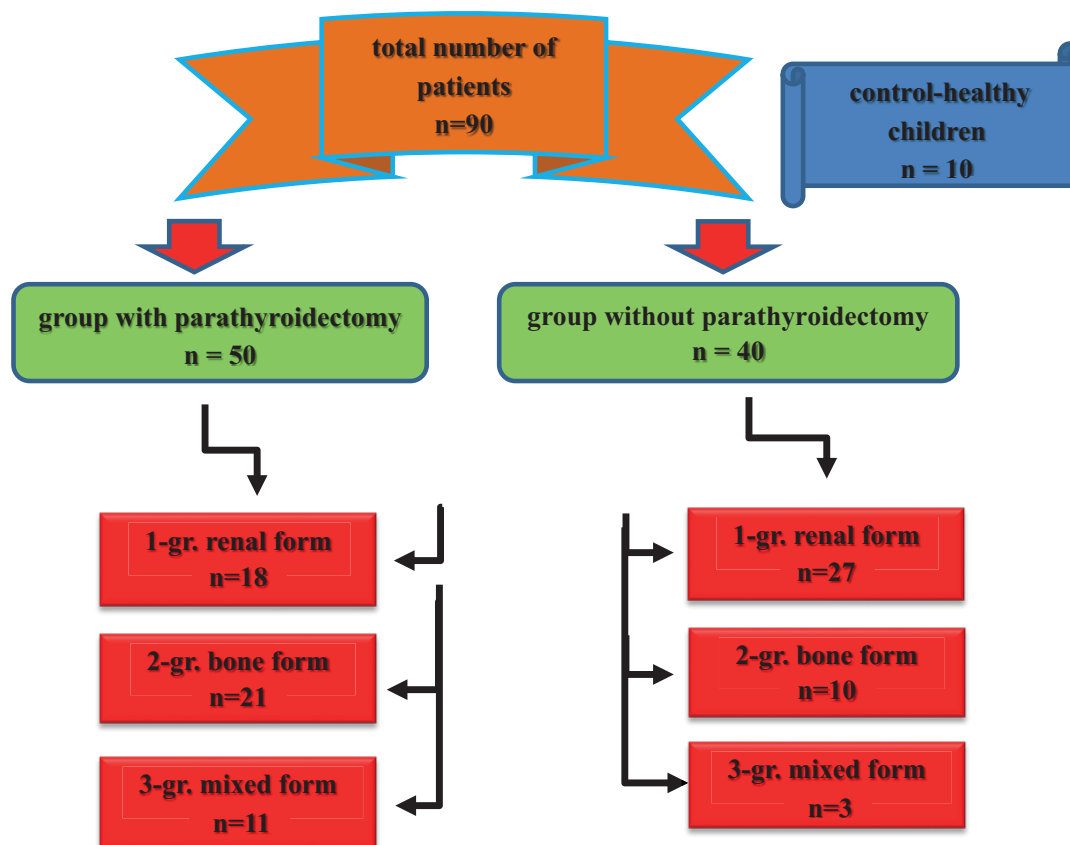 total number of
patients
n=90
control-healthy
children
n = 10
group with parathyroidectomy
n = 50
group without parathyroidectomy
n = 40
1-gr. renal form
n=18
2-gr. bone form
n=21
3-gr. mixed form
n=11
1-gr. renal form
n=27
2-gr. bone form
n=10
3-gr. mixed form
n=3